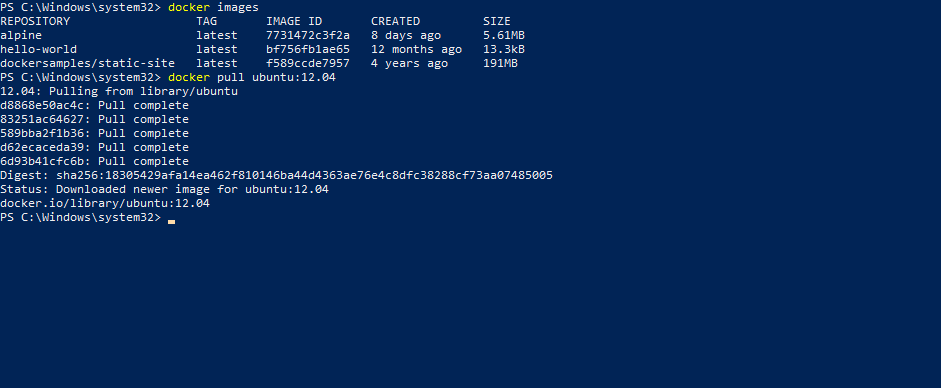 PS C:\Windows\system32> docker images
REPOSITORY TAG IMAGE ID CREATED SIZE
alpine latest 7731472c3f2a 8 days ago 5.61MB
hello-world latest bf756fb1ae65 12 months ago 13.3kB
dockersamples/static-site latest f589ccde7957 4 years ago 191MB
PS C:\Windows\system32> docker pull ubuntu:12.04
12.04: Pulling from library/ubuntu
d8868e50ac4c: Pull complete
83251ac64627: Pull complete
589bba2f1b36: Pull complete
d62ecaceda39: Pull complete
6d93b41cfc6b: Pull complete
Digest: sha256:18305429afa14ea462f810146ba44d4363ae76e4c8dfc38288cf73aa07485005
Status: Downloaded newer image for ubuntu:12.04
docker.io/library/ubuntu:12.04
PS C:\Windows\system32>